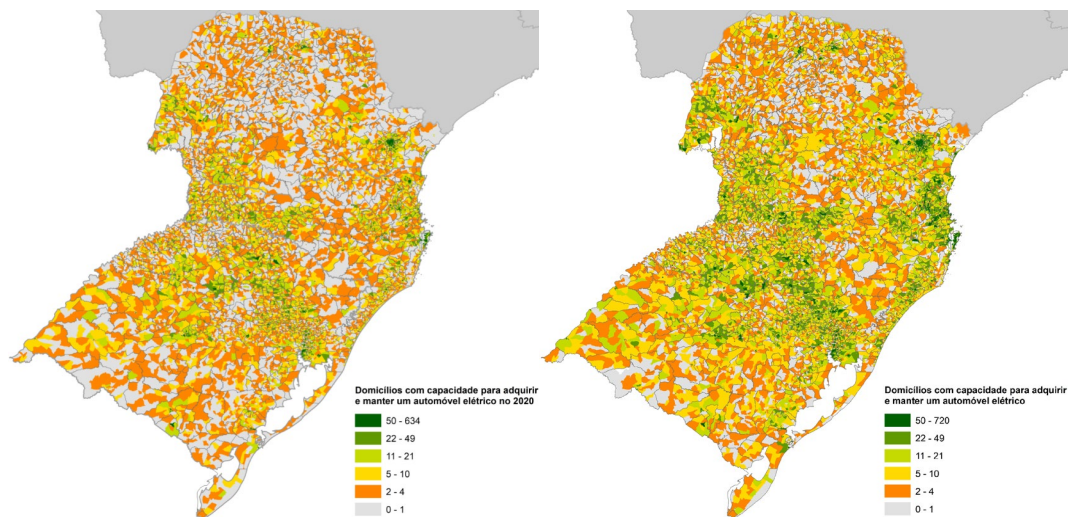 Domicílios com capacidade para adquirir
e manter um automóvel elétrico no 2020
50 - 634
22 - 49
11 - 21
5 - 10
2 - 4
0 - 1
Domicílios com capacidade para adquirir
e manter um automóvel elétrico
50 - 720
22 - 49
11 - 21
5 - 10
2 - 4
0 - 1